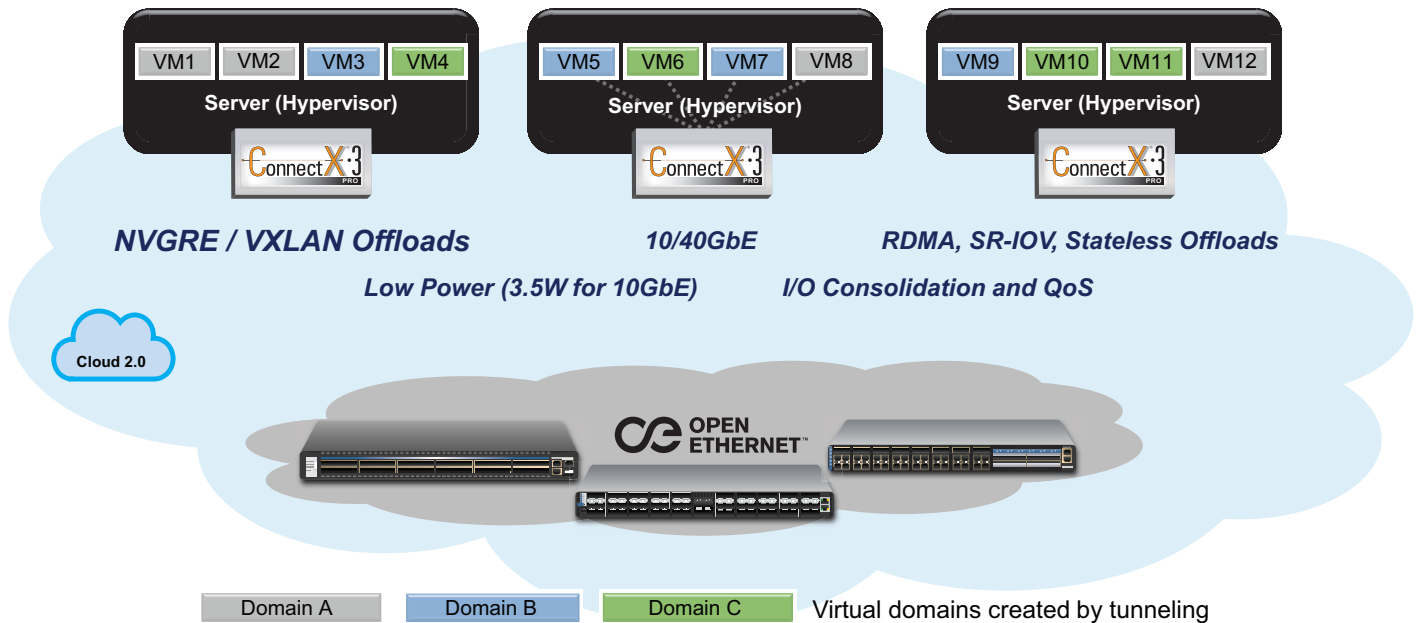 VM1 VM2 VM3 VM4
Server (Hypervisor)
ConnectX·3
PRO
VM5 VM6 VM7 VM8
Server (Hypervisor)
ConnectX·3
PRO
VM9 VM10 VM11 VM12
Server (Hypervisor)
ConnectX·3
PRO
NVGRE / VXLAN Offloads
10/40GbE
RDMA, SR-IOV, Stateless Offloads
Low Power (3.5W for 10GbE)
I/O Consolidation and QoS
Cloud 2.0
OPEN
ETHERNET™
Domain A
Domain B
Domain C
Virtual domains created by tunneling